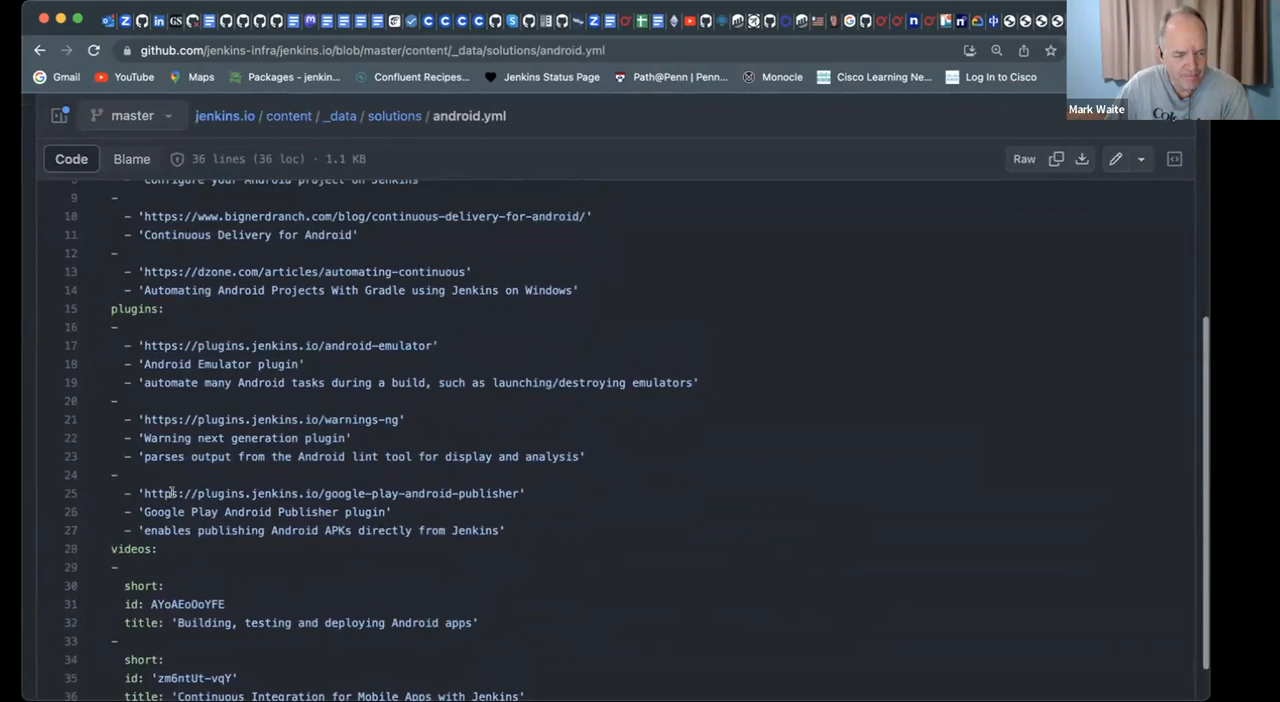 github.com/jenkins-infra/jenkins.io/blob/master/content/_data/solutions/android.yml
Gmail YouTube Maps Packages - jenkin... Confluent Recipes... Jenkins Status Page Path@Penn | Penn... Monocle Cisco Learning Ne... Log In to Cisco
Mark Waite
master jenkins.io / content / _data / solutions / android.yml
Code Blame 36 lines (36 loc) · 1.1 KB Raw
- 'Configure your Android project on Jenkins'
9 -
10 - 'https://www.bignerdranch.com/blog/continuous-delivery-for-android/'
11 - 'Continuous Delivery for Android'
12 -
13 - 'https://dzone.com/articles/automating-continuous'
14 - 'Automating Android Projects With Gradle using Jenkins on Windows'
15 plugins:
16 -
17 - 'https://plugins.jenkins.io/android-emulator'
18 - 'Android Emulator plugin'
19 - 'automate many Android tasks during a build, such as launching/destroying emulators'
20 -
21 - 'https://plugins.jenkins.io/warnings-ng'
22 - 'Warning next generation plugin'
23 - 'parses output from the Android lint tool for display and analysis'
24 -
25 - 'https://plugins.jenkins.io/google-play-android-publisher'
26 - 'Google Play Android Publisher plugin'
27 - 'enables publishing Android APKs directly from Jenkins'
28 videos:
29 -
30 short:
31 id: AYoAEoOoYFE
32 title: 'Building, testing and deploying Android apps'
33 -
34 short:
35 id: 'zm6ntUt-vqY'
36 title: 'Continuous Integration for Mobile Apps with Jenkins'